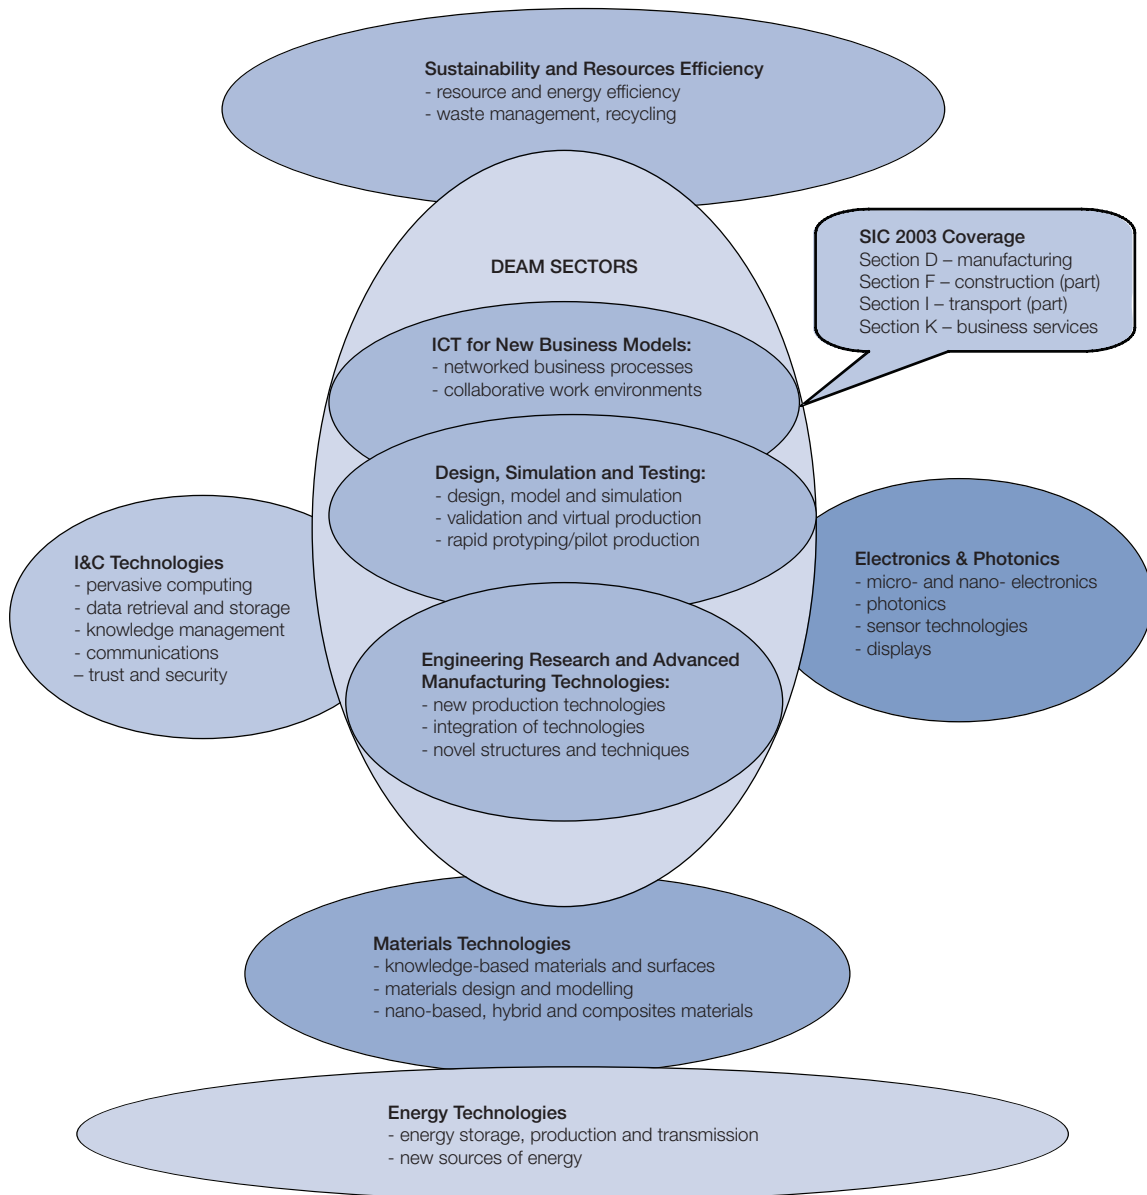 Sustainability and Resources Efficiency
- resource and energy efficiency
- waste management, recycling
SIC 2003 Coverage
Section D – manufacturing
Section F – construction (part)
Section I – transport (part)
Section K – business services
DEAM SECTORS
ICT for New Business Models:
- networked business processes
- collaborative work environments
Design, Simulation and Testing:
- design, model and simulation
- validation and virtual production
- rapid protyping/pilot production
I&C Technologies
- pervasive computing
- data retrieval and storage
- knowledge management
- communications
– trust and security
Electronics & Photonics
- micro- and nano- electronics
- photonics
- sensor technologies
- displays
Engineering Research and Advanced
Manufacturing Technologies:
- new production technologies
- integration of technologies
- novel structures and techniques
Materials Technologies
- knowledge-based materials and surfaces
- materials design and modelling
- nano-based, hybrid and composites materials
Energy Technologies
- energy storage, production and transmission
- new sources of energy